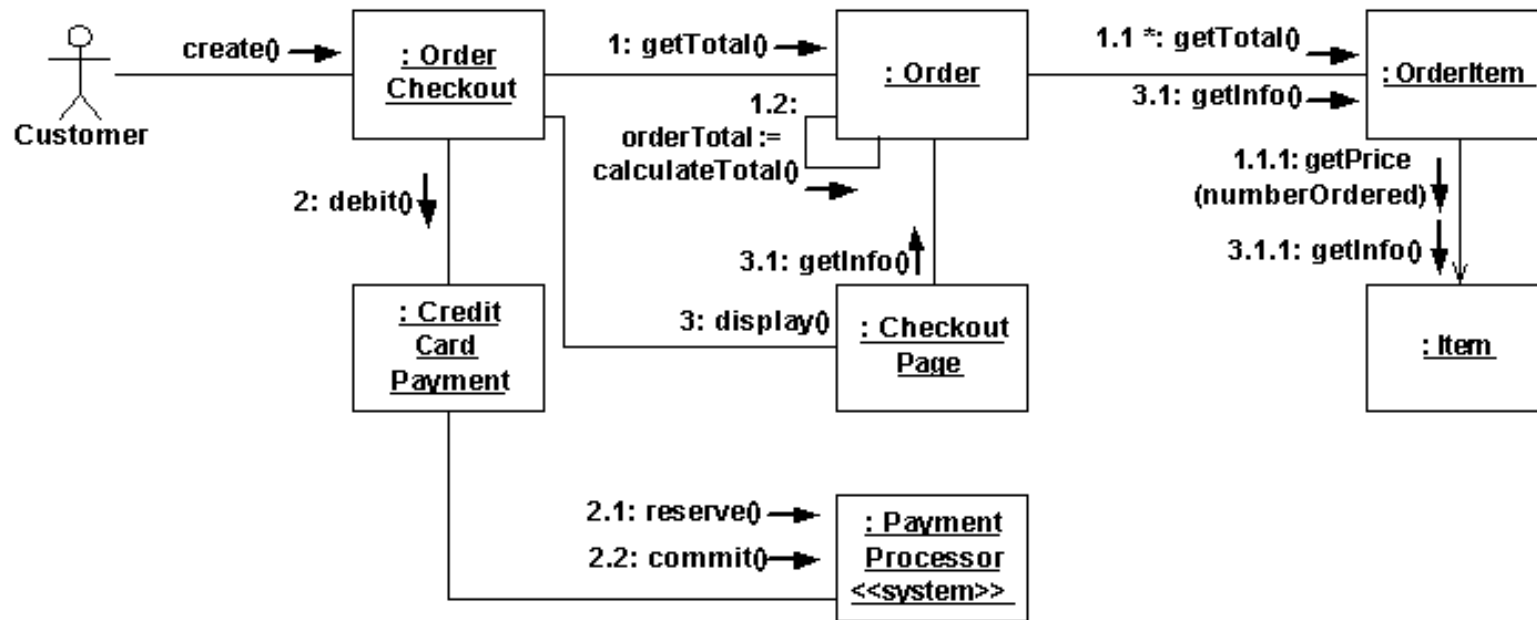 create()
Customer
: Order
Checkout
1: getTotal()
: Order
1.1 *: getTotal()
3.1: getInfo()
: OrderItem
1.2:
orderTotal :=
calculateTotal()
1.1.1: getPrice
(numberOrdered)
3.1.1: getInfo()
2: debit()
3.1: getInfo()
3: display()
: Credit
Card
Payment
: Checkout
Page
: Item
2.1: reserve()
2.2: commit()
: Payment
Processor
<<system>>